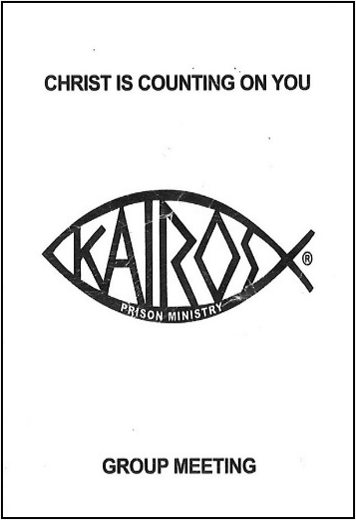 CHRIST IS COUNTING ON YOU
KAIROS
®
PRISON MINISTRY
GROUP MEETING